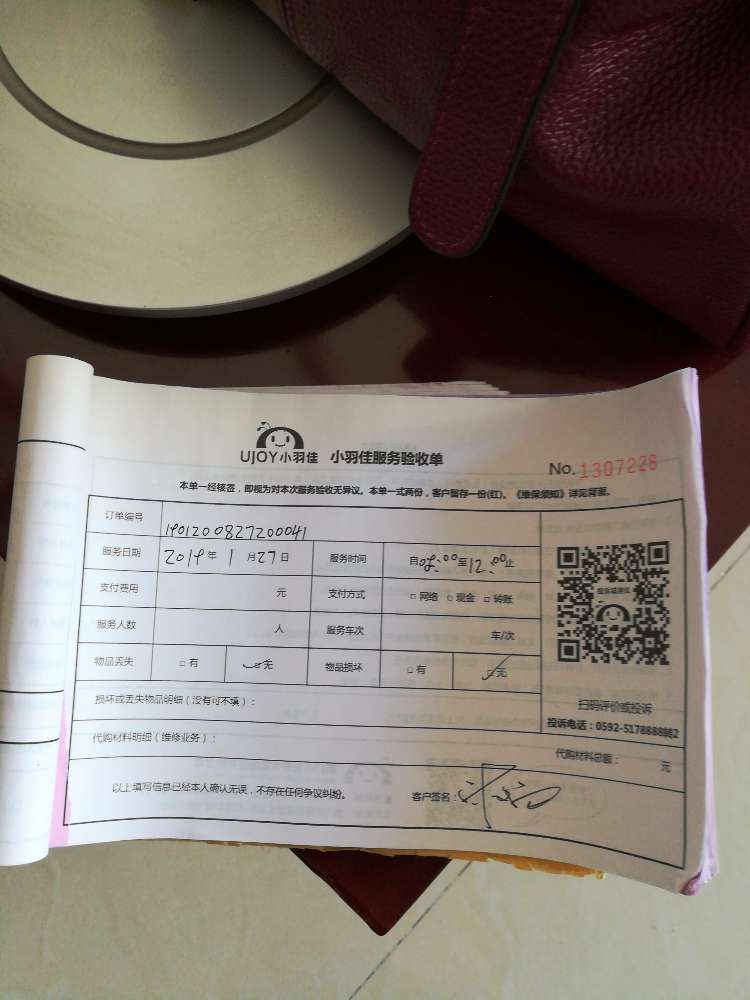 UJOY小羽佳 小羽佳服务验收单 No.1307228
本单一经核签，即视为对本次服务验收无异议。本单一式两份，客户留存一份(红)。《维保须知》详见背面。
订单编号 1901200827200041
服务日期 2019年1月27日 服务时间 自08:00至12:00止
支付费用 元 支付方式 □网络 □现金 □转账
服务人数 人 服务车次 车/次
物品丢失 □有 ☑无 物品损坏 □有 ☑无
扫码评价或投诉
损坏或丢失物品明细（没有可不填）：
投诉电话：0592-5178888转2
代购材料明细（维修业务）：
代购材料总额： 元
以上填写信息已经本人确认无误，不存在任何争议纠纷。 客户签名：